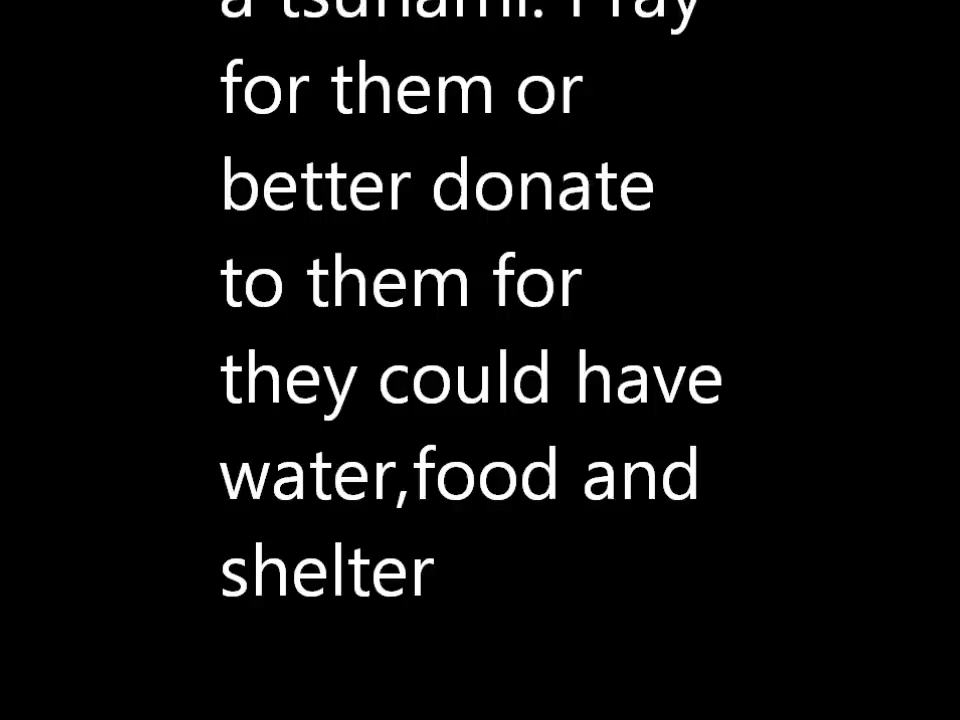 a tsunami. Pray
for them or
better donate
to them for
they could have
water,food and
shelter